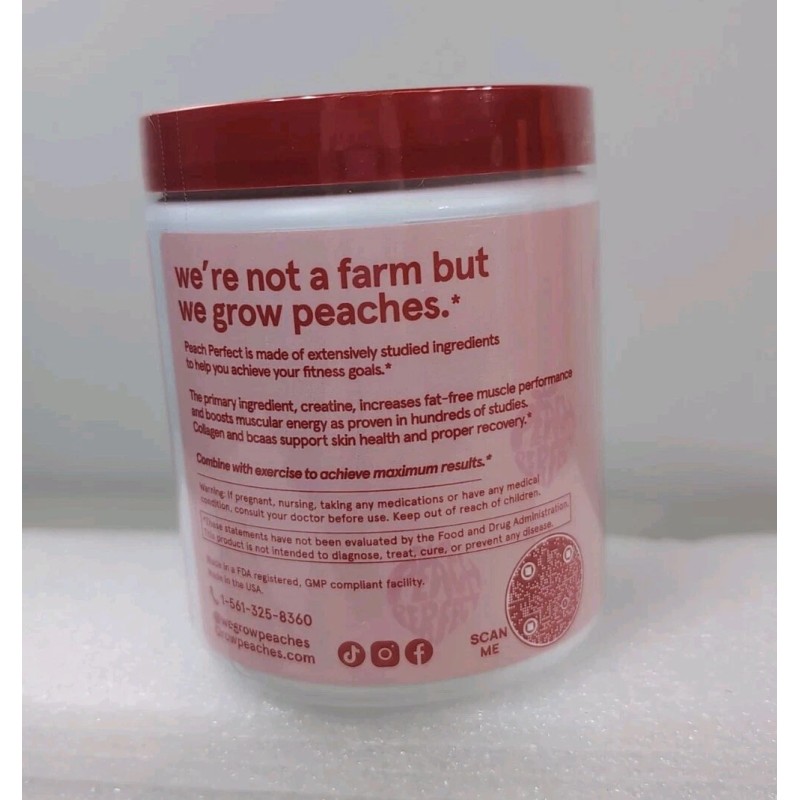 we're not a farm but
we grow peaches.*
Peach Perfect is made of extensively studied ingredients
to help you achieve your fitness goals.*
The primary ingredient, creatine, increases fat-free muscle performance
and boosts muscular energy as proven in hundreds of studies.
Collagen and bcaas support skin health and proper recovery.*
Combine with exercise to achieve maximum results.*
Warning: If pregnant, nursing, taking any medications or have any medical
condition, consult your doctor before use. Keep out of reach of children.
*These statements have not been evaluated by the Food and Drug Administration.
This product is not intended to diagnose, treat, cure, or prevent any disease.
Made in a FDA registered, GMP compliant facility.
Made in the USA.
1-561-325-8360
@wegrowpeaches
Growpeaches.com
SCAN
ME
PEACH
PERFECT